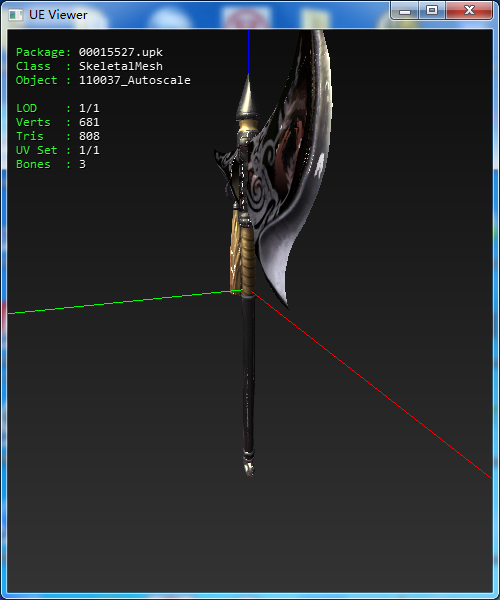 UE Viewer
Package: 00015527.upk
Class  : SkeletalMesh
Object : 110037_Autoscale
LOD    : 1/1
Verts  : 681
Tris   : 808
UV Set : 1/1
Bones  : 3